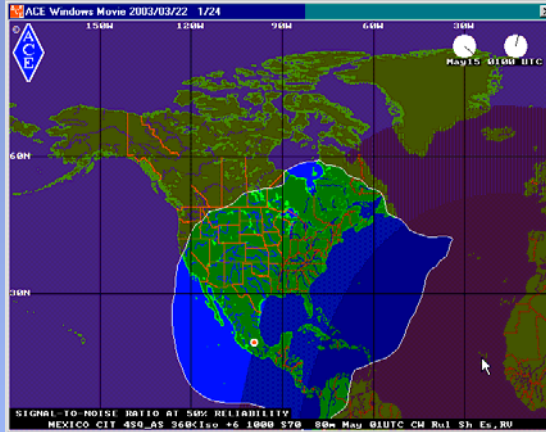 ACE Windows Movie 2003/03/22 1/24
150W 120W 90W 60W 30W
ACE
May15 0100 UTC
60N
30N
SIGNAL-TO-NOISE RATIO AT 50% RELIABILITY
MEXICO CIT 4SQ_AS 360<Iso +6 1000 S70 80m May 01UTC CW Rul Sh Es,RV